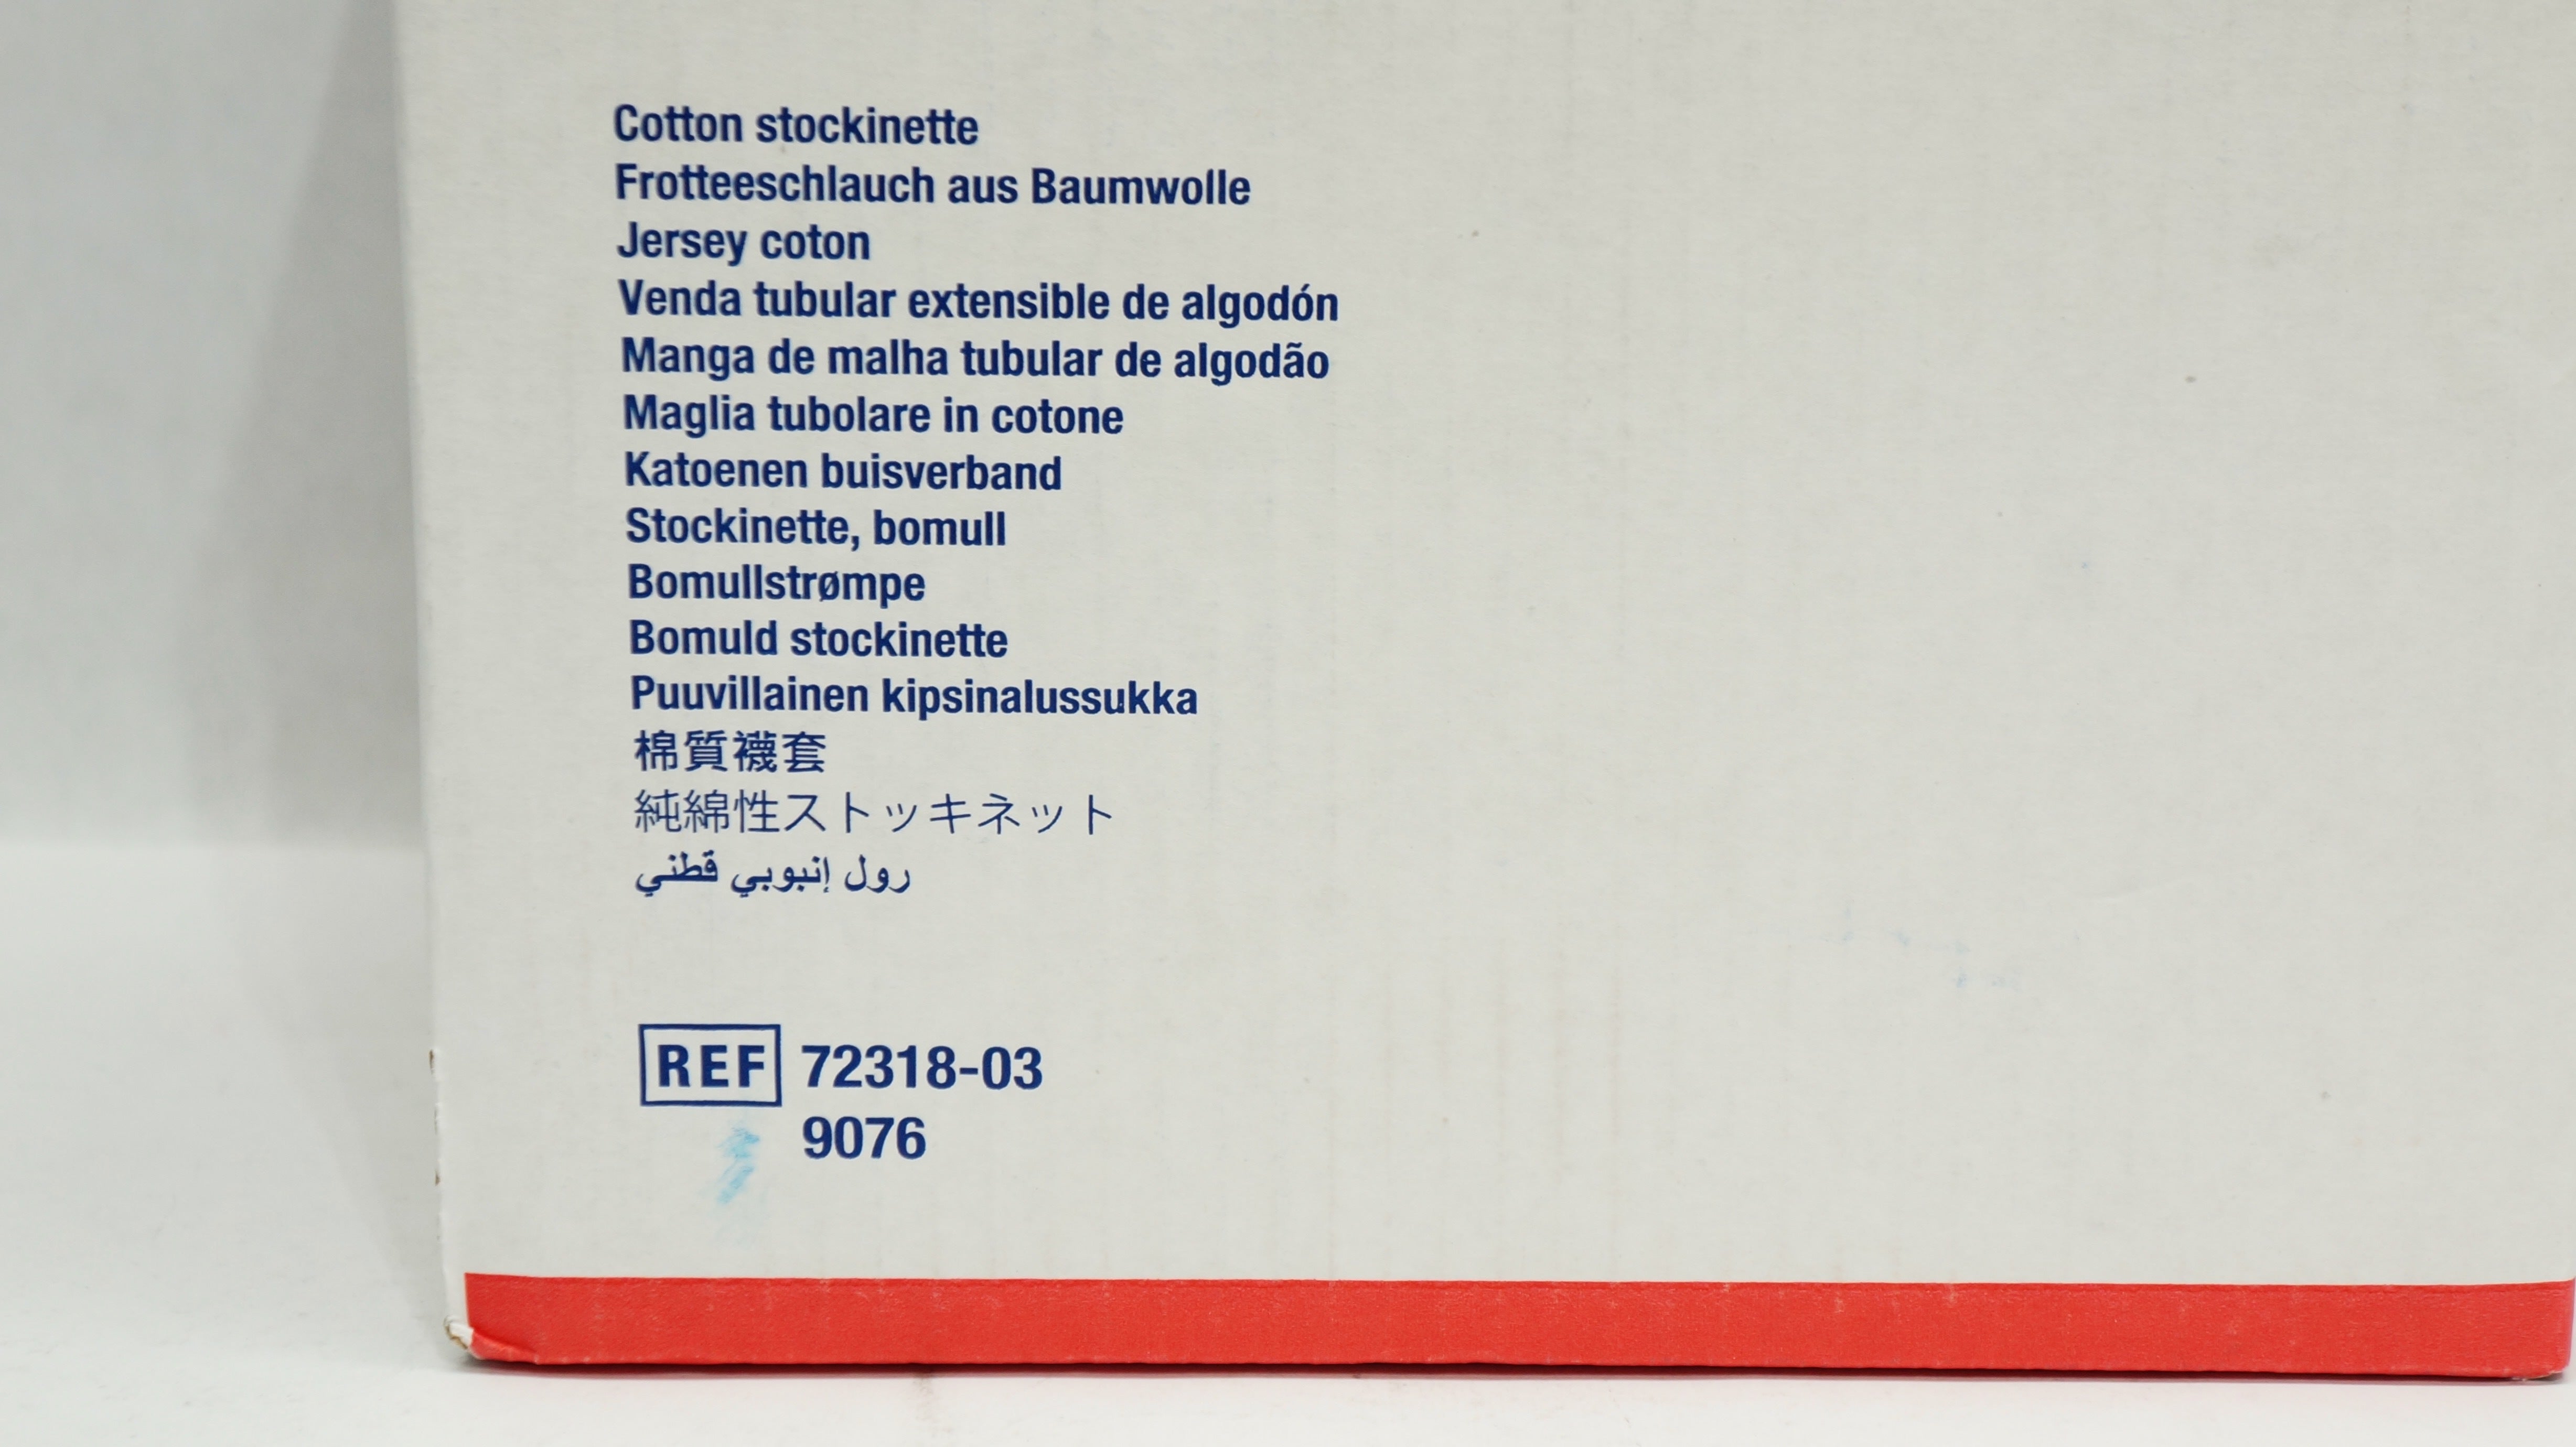 Cotton stockinette
Frotteeschlauch aus Baumwolle
Jersey coton
Venda tubular extensible de algodón
Manga de malha tubular de algodão
Maglia tubolare in cotone
Katoenen buisverband
Stockinette, bomull
Bomullstrømpe
Bomuld stockinette
Puuvillainen kipsinalussukka
棉質襪套
純綿性ストッキネット
رول إنبوبي قطني
REF 72318-03
9076